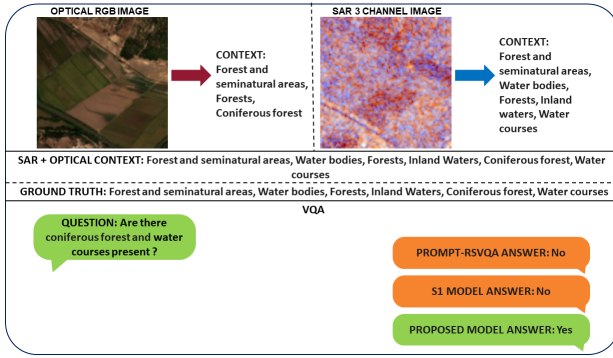 OPTICAL RGB IMAGE
CONTEXT:
Forest and
seminatural areas,
Forests,
Coniferous forest
SAR 3 CHANNEL IMAGE
CONTEXT:
Forest and
seminatural areas,
Water bodies,
Forests, Inland
waters, Water
courses
SAR + OPTICAL CONTEXT: Forest and seminatural areas, Water bodies, Forests, Inland Waters, Coniferous forest, Water
courses
GROUND TRUTH: Forest and seminatural areas, Water bodies, Forests, Inland Waters, Coniferous forest, Water courses
VQA
QUESTION: Are there
coniferous forest and water
courses present ?
PROMPT-RSVQA ANSWER: No
S1 MODEL ANSWER: No
PROPOSED MODEL ANSWER: Yes